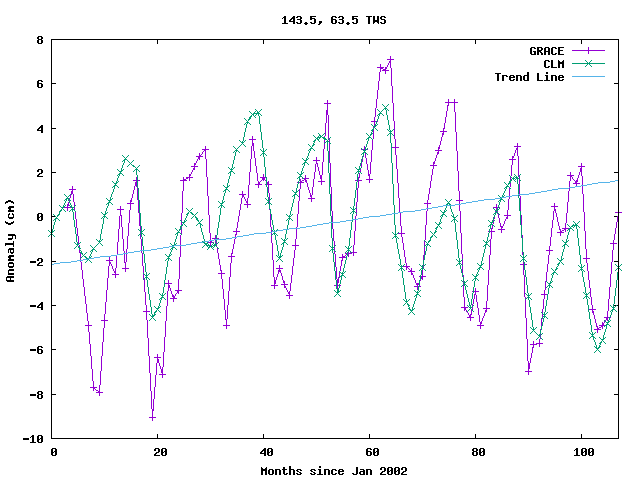 143.5, 63.5 TWS
GRACE
CLM
Trend Line
8
6
4
2
0
-2
-4
-6
-8
-10
Anomaly (cm)
0 20 40 60 80 100
Months since Jan 2002